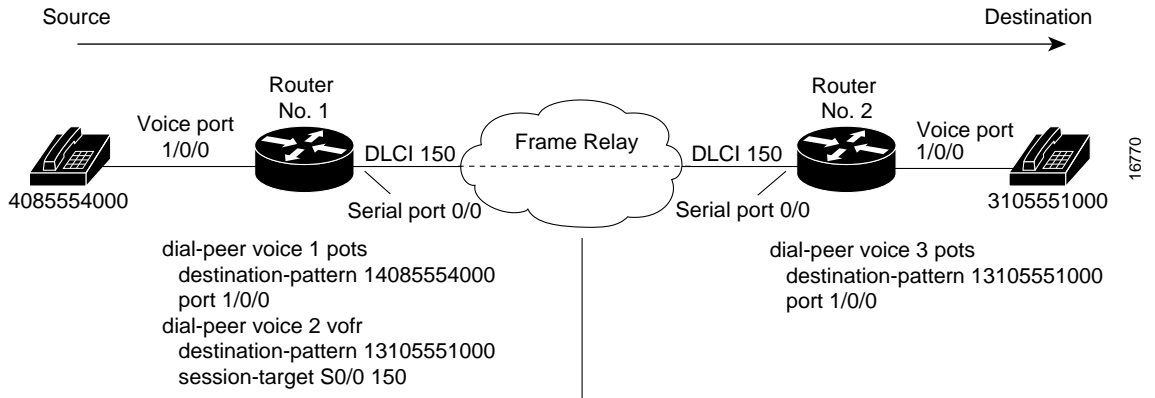 Source
Destination
Router
No. 1
Router
No. 2
Voice port
1/0/0
DLCI 150
Frame Relay
DLCI 150
Voice port
1/0/0
4085554000
Serial port 0/0
Serial port 0/0
3105551000
16770
dial-peer voice 1 pots
destination-pattern 14085554000
port 1/0/0
dial-peer voice 2 vofr
destination-pattern 13105551000
session-target S0/0 150
dial-peer voice 3 pots
destination-pattern 13105551000
port 1/0/0